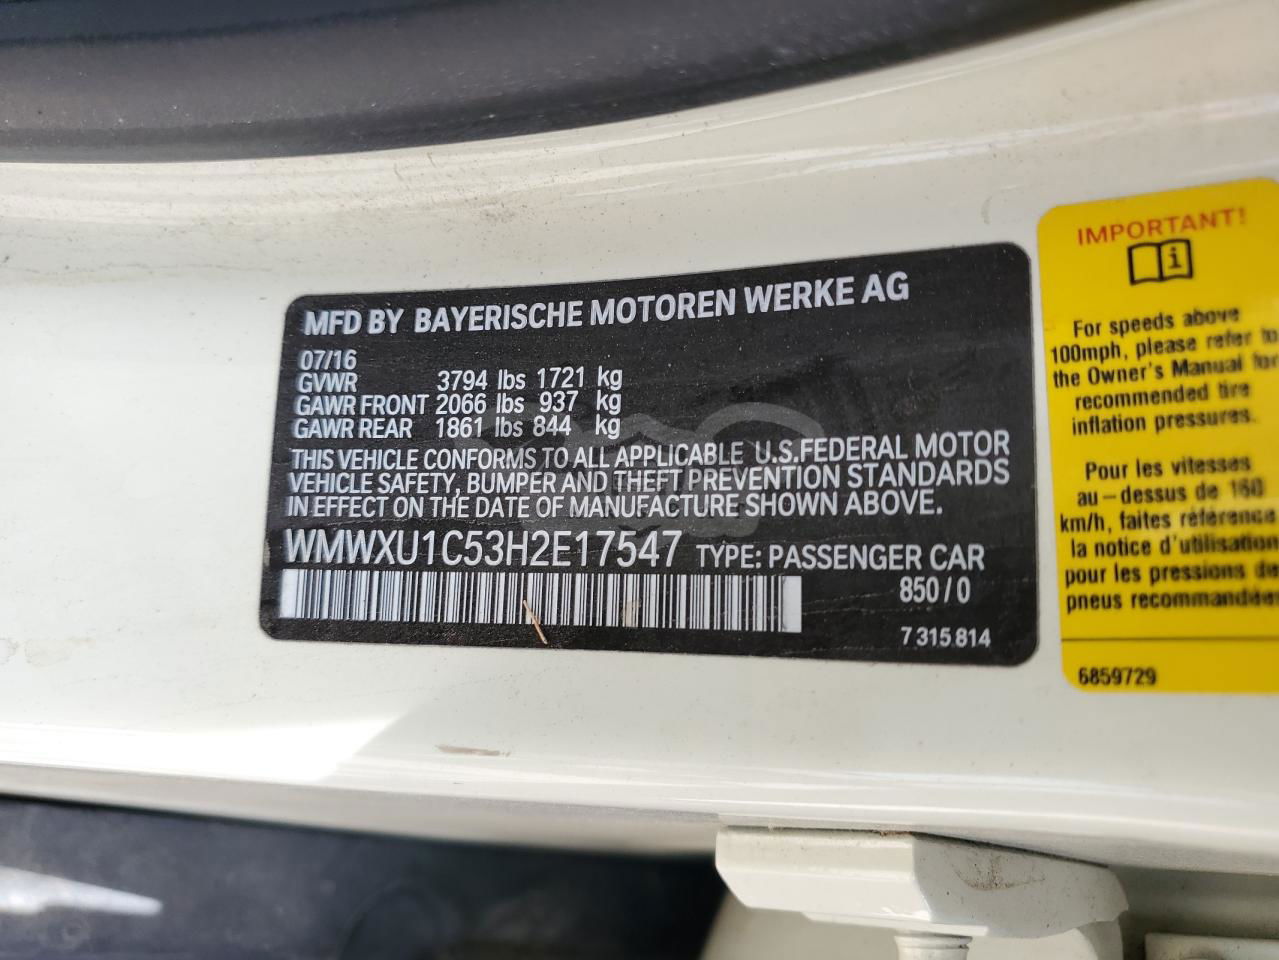 MFD BY BAYERISCHE MOTOREN WERKE AG
07/16
GVWR 3794 lbs 1721 kg
GAWR FRONT 2066 lbs 937 kg
GAWR REAR 1861 lbs 844 kg
THIS VEHICLE CONFORMS TO ALL APPLICABLE U.S.FEDERAL MOTOR
VEHICLE SAFETY, BUMPER AND THEFT PREVENTION STANDARDS
IN EFFECT ON THE DATE OF MANUFACTURE SHOWN ABOVE.
WMWXU1C53H2E17547 TYPE: PASSENGER CAR
850/0
7 315 814
IMPORTANT!
For speeds above
100mph, please refer to
the Owner's Manual for
recommended tire
inflation pressures.
Pour les vitesses
au-dessus de 160
km/h, faites référence
la notice d'utilisation
pour les pressions de
pneus recommandées
6859729